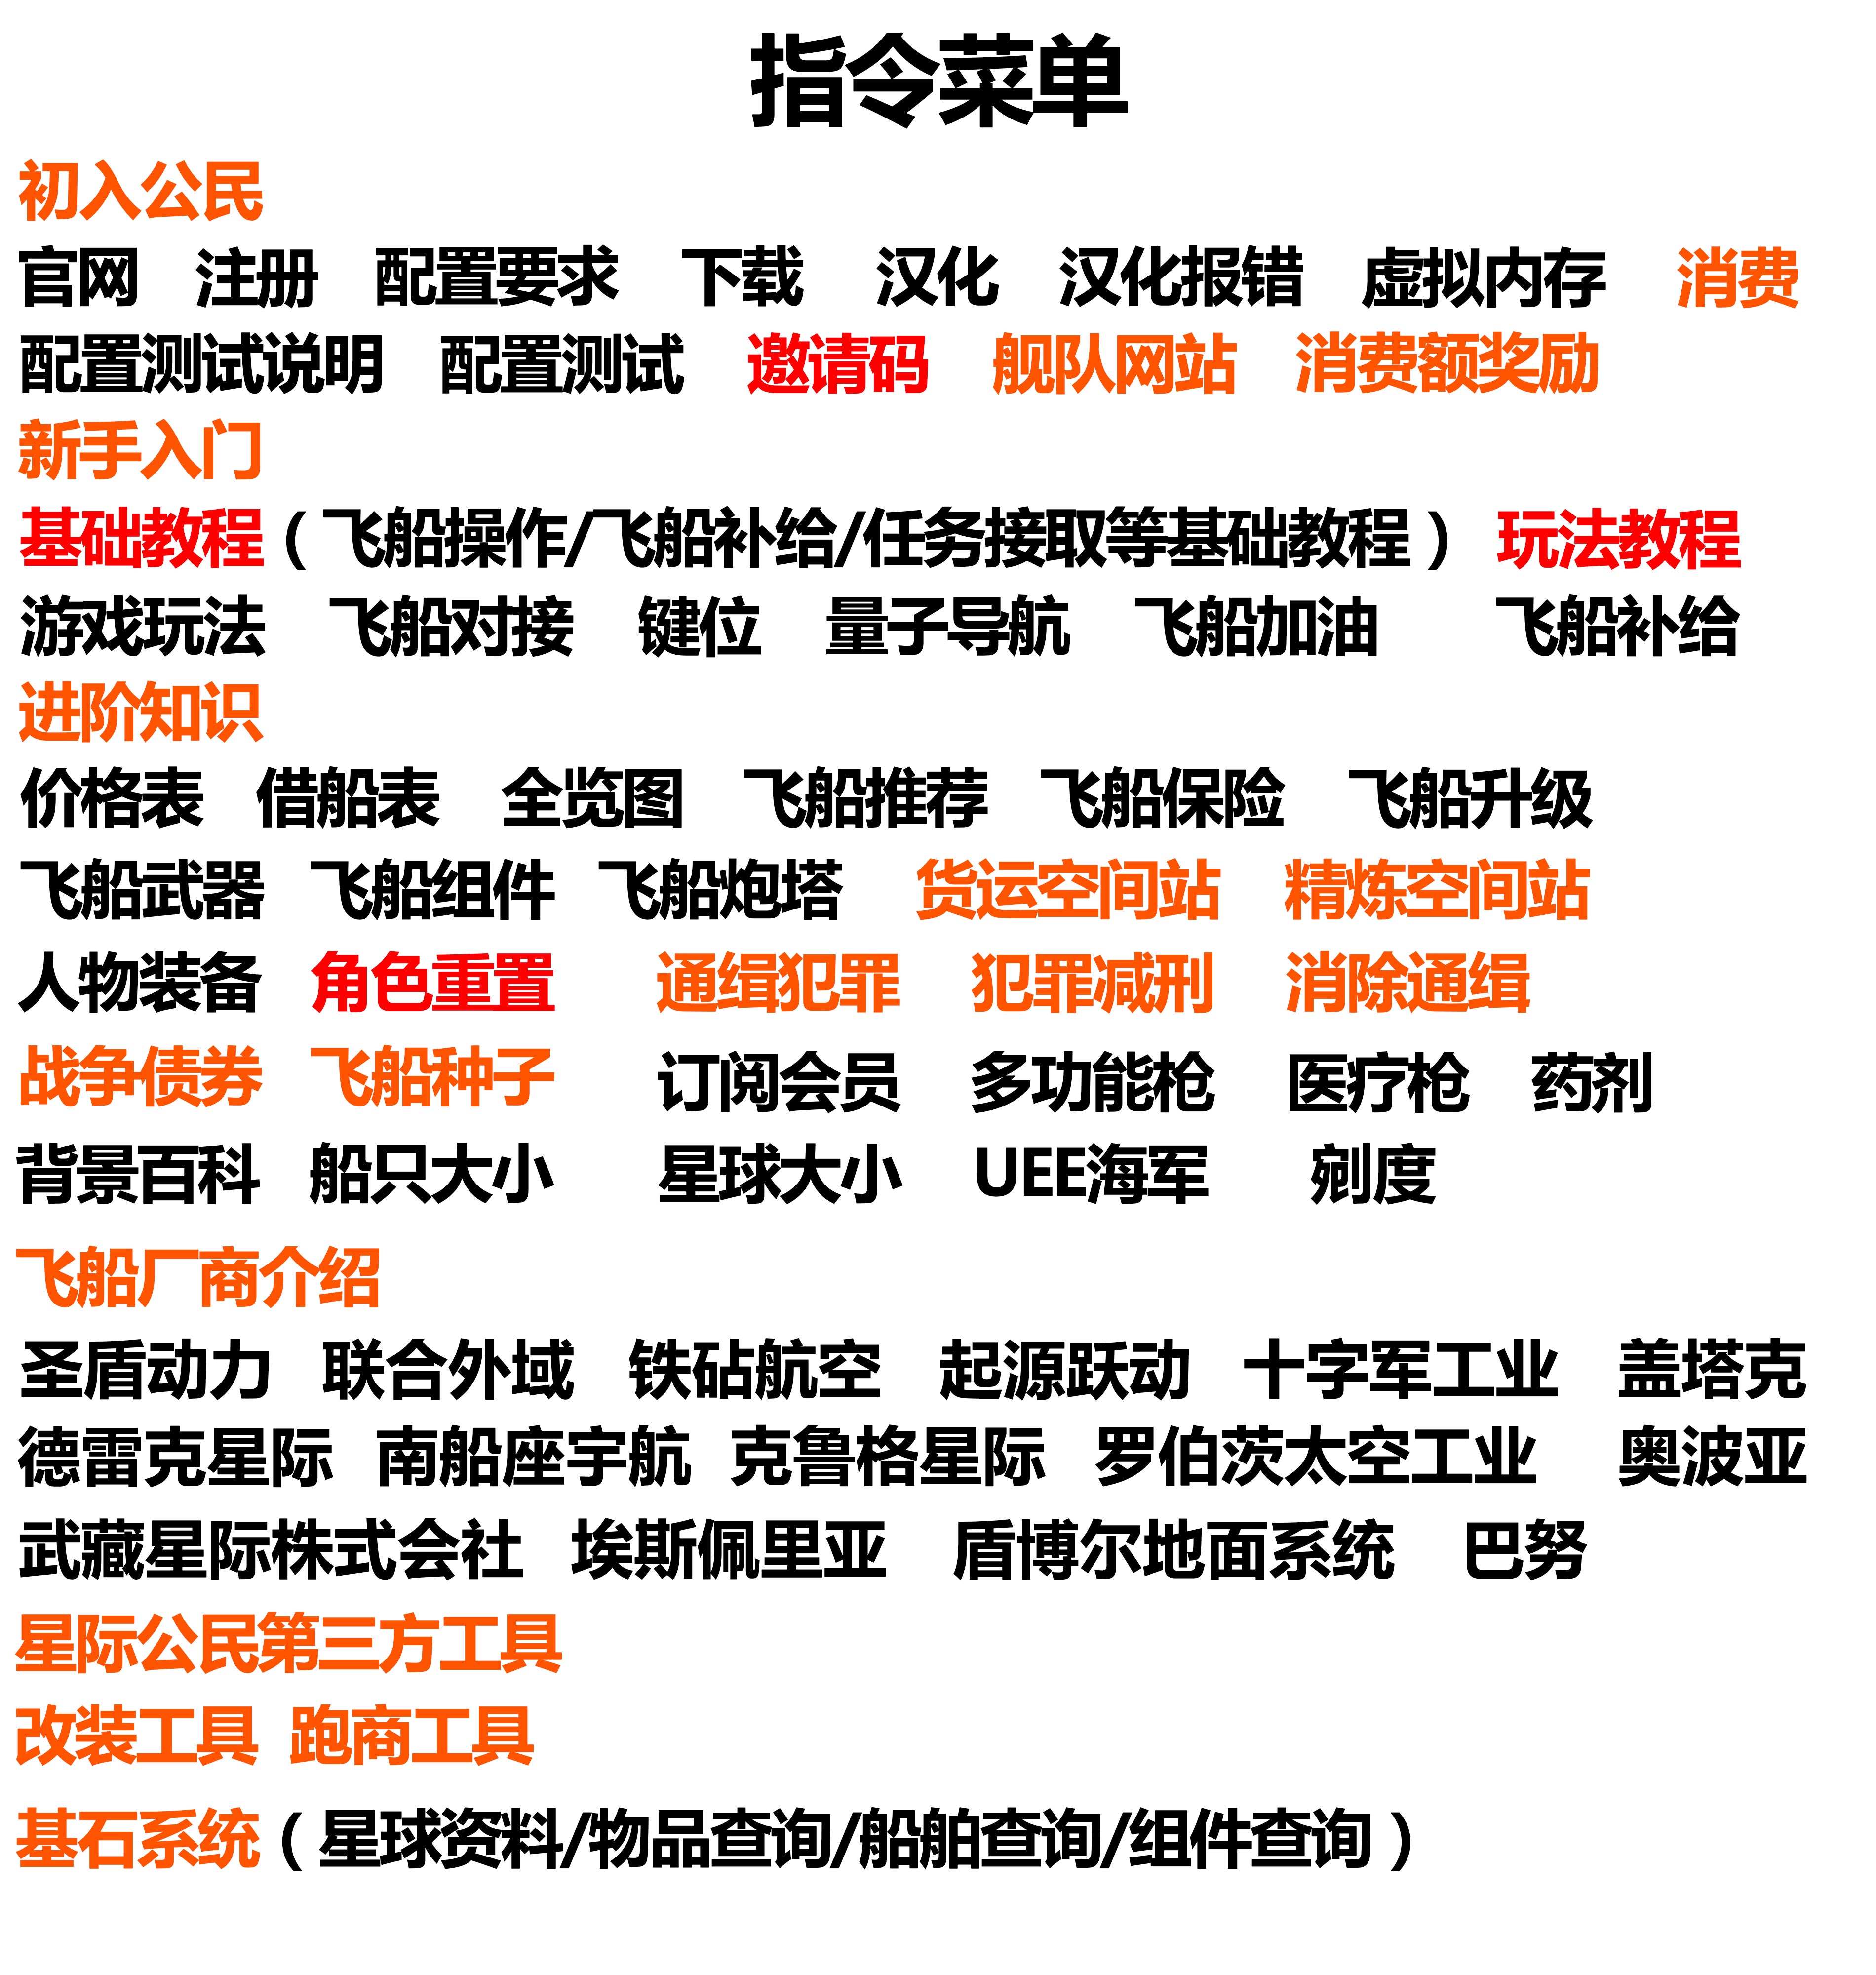 指令菜单
初入公民
官网 注册 配置要求 下载 汉化 汉化报错 虚拟内存 消费
配置测试说明 配置测试 邀请码 舰队网站 消费额奖励
新手入门
基础教程（飞船操作/飞船补给/任务接取等基础教程） 玩法教程
游戏玩法 飞船对接 键位 量子导航 飞船加油 飞船补给
进阶知识
价格表 借船表 全览图 飞船推荐 飞船保险 飞船升级
飞船武器 飞船组件 飞船炮塔 货运空间站 精炼空间站
人物装备 角色重置 通缉犯罪 犯罪减刑 消除通缉
战争债券 飞船种子 订阅会员 多功能枪 医疗枪 药剂
背景百科 船只大小 星球大小 UEE海军 剜度
飞船厂商介绍
圣盾动力 联合外域 铁砧航空 起源跃动 十字军工业 盖塔克
德雷克星际 南船座宇航 克鲁格星际 罗伯茨太空工业 奥波亚
武藏星际株式会社 埃斯佩里亚 盾博尔地面系统 巴努
星际公民第三方工具
改装工具 跑商工具
基石系统（星球资料/物品查询/船舶查询/组件查询）